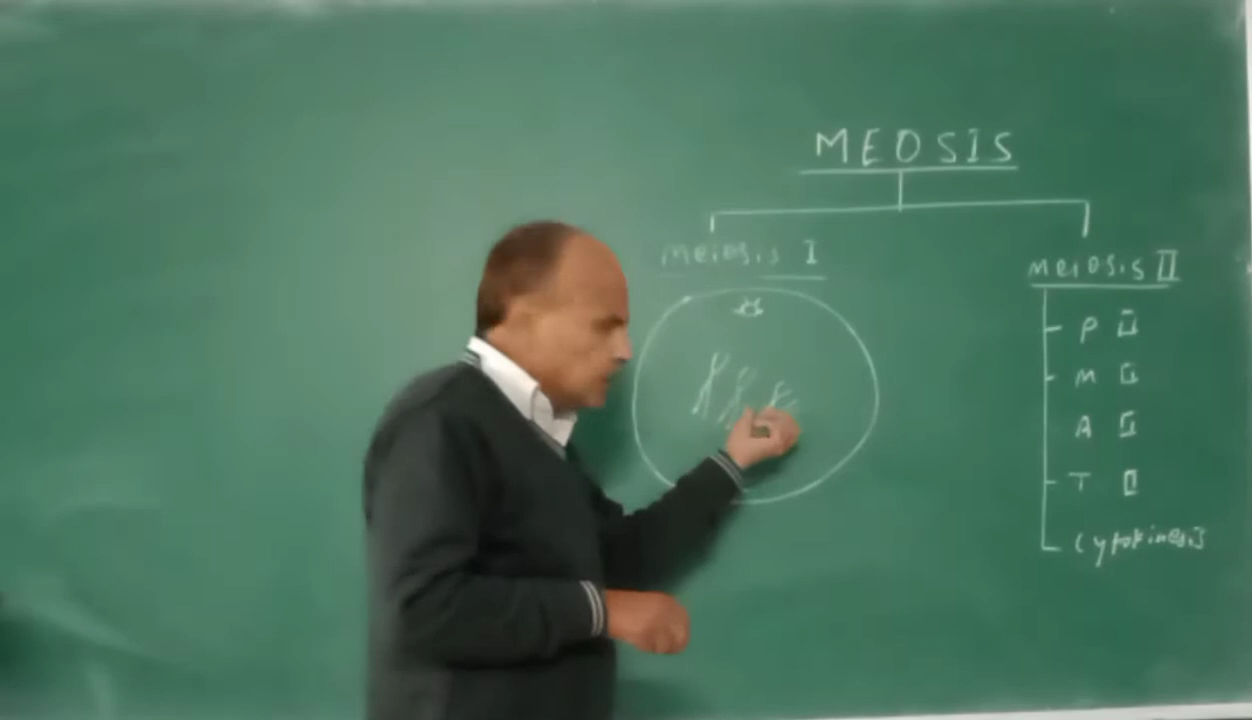 MEOSIS
meiosis I
meiosis II
P II
M II
A II
T II
Cytokinesis